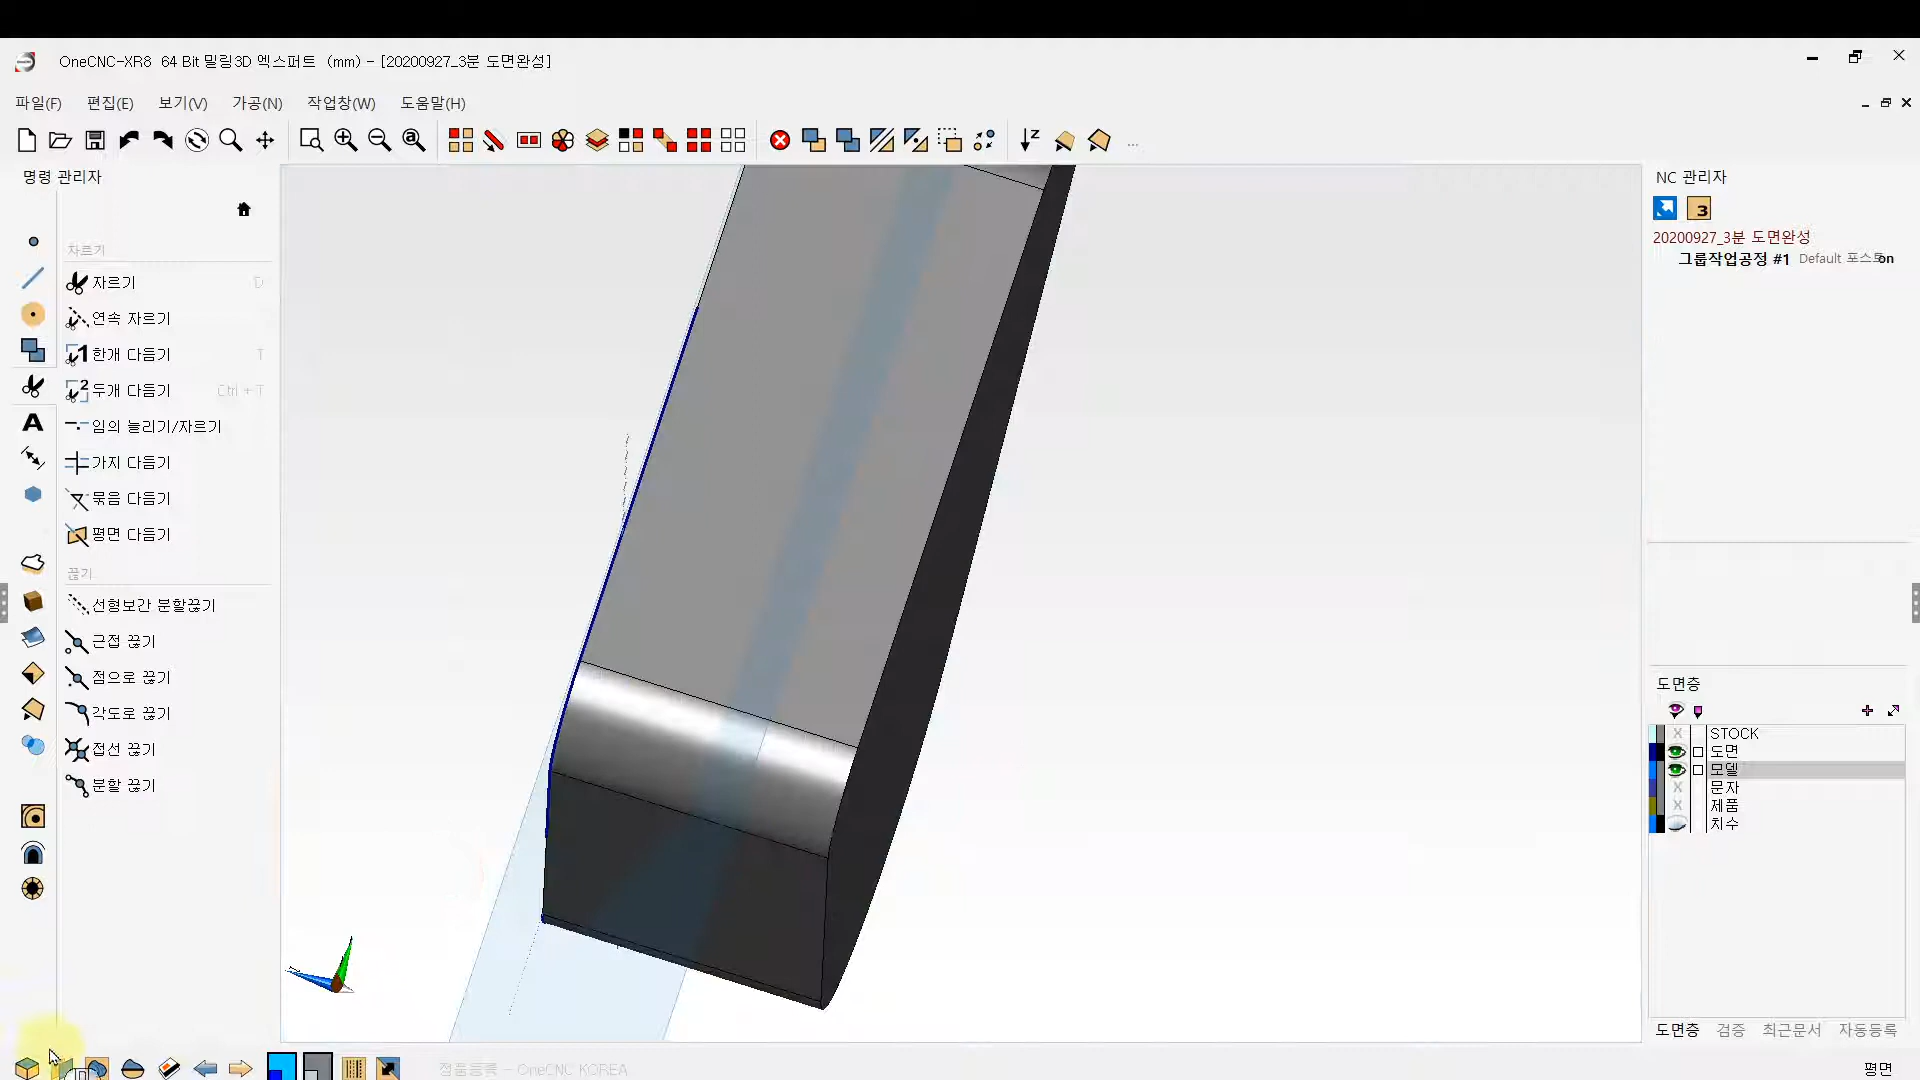 OneCNC-XR8 64 Bit 밀링3D 엑스퍼트 (mm) - [20200927_3분 도면완성]
파일(F) 편집(E) 보기(V) 가공(N) 작업창(W) 도움말(H)
명령 관리자
자르기
자르기 D
연속 자르기
한개 다듬기 T
두개 다듬기 Ctrl + T
임의 늘리기/자르기
가지 다듬기
묶음 다듬기
평면 다듬기
끊기
선형보간 분할끊기
근접 끊기
점으로 끊기
각도로 끊기
접선 끊기
분할 끊기
NC 관리자
3
20200927_3분 도면완성
그룹작업공정 #1 Default 포스트 on
도면층
STOCK
도면
모델
문자
제품
치수
도면층 검증 최근문서 자동등록
정품등록 - OneCNC KOREA
평면